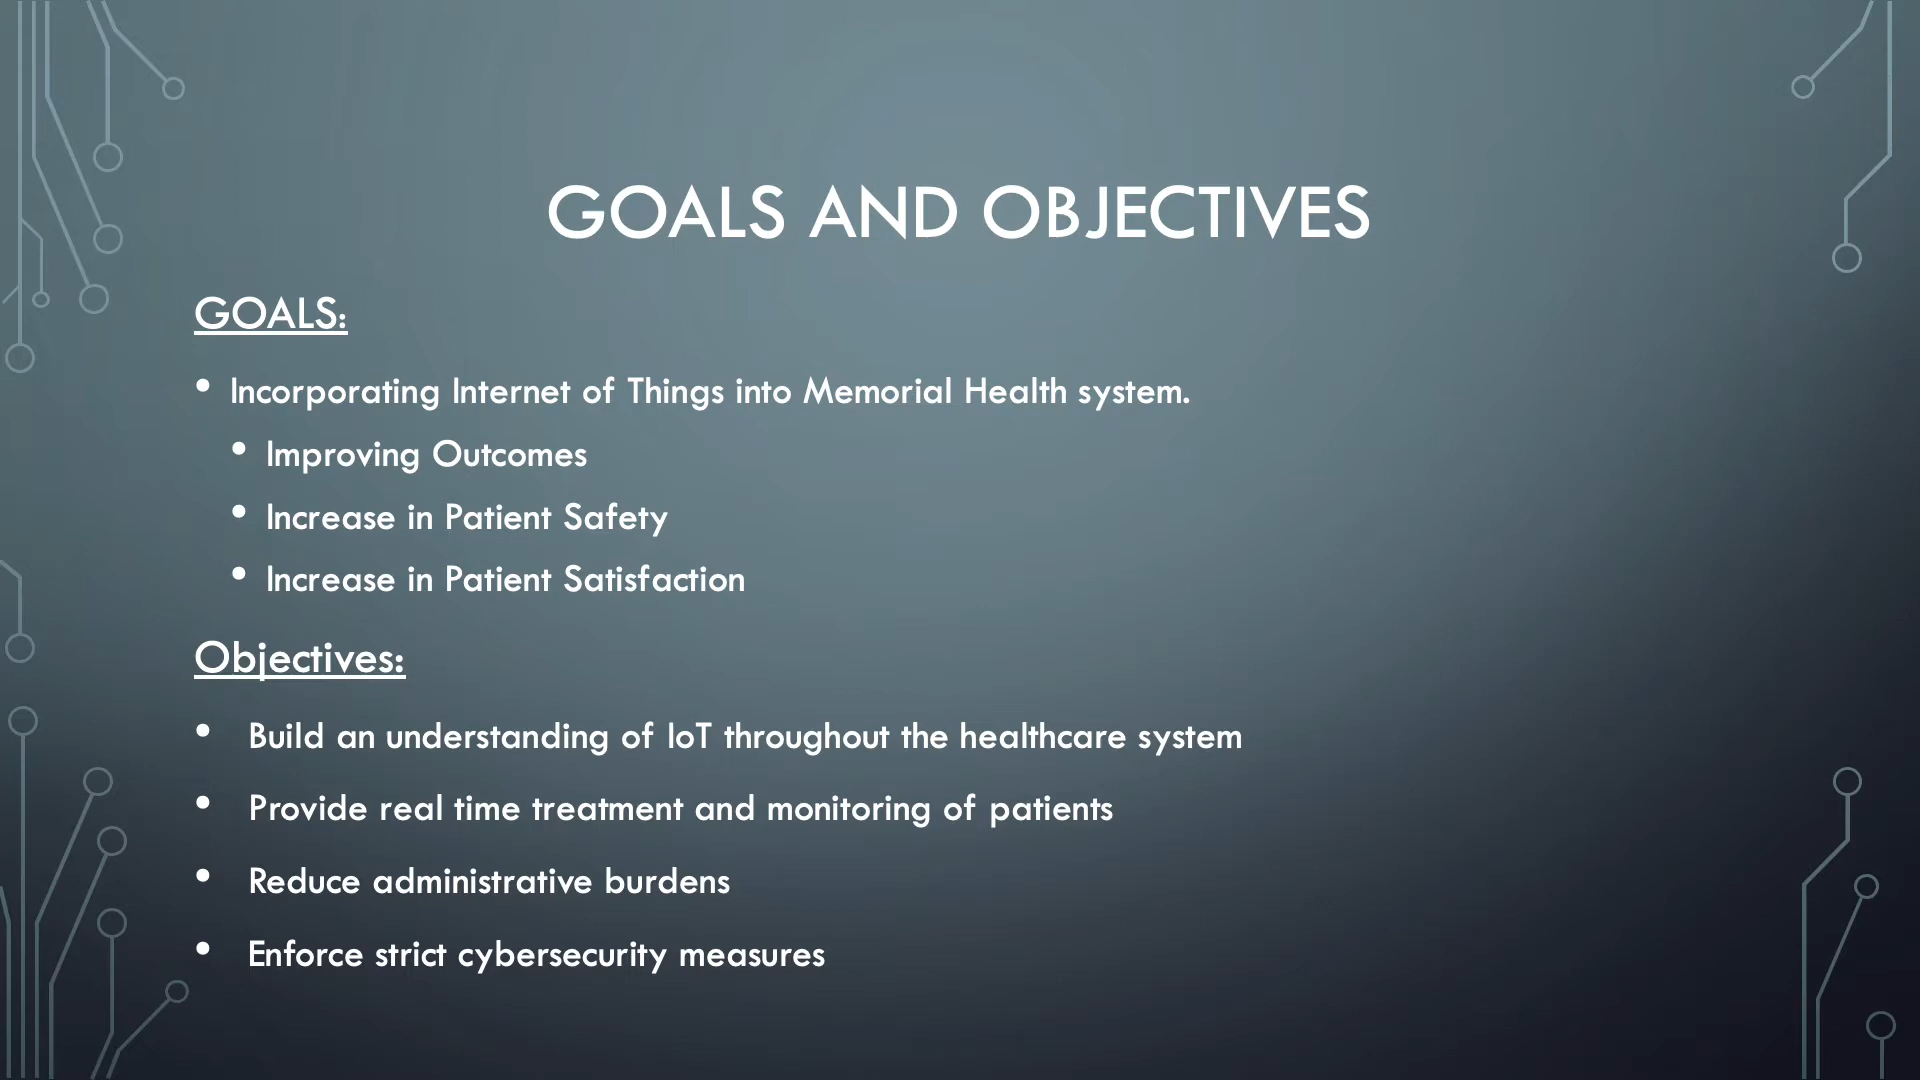 GOALS AND OBJECTIVES
GOALS:
• Incorporating Internet of Things into Memorial Health system.
• Improving Outcomes
• Increase in Patient Safety
• Increase in Patient Satisfaction
Objectives:
• Build an understanding of IoT throughout the healthcare system
• Provide real time treatment and monitoring of patients
• Reduce administrative burdens
• Enforce strict cybersecurity measures